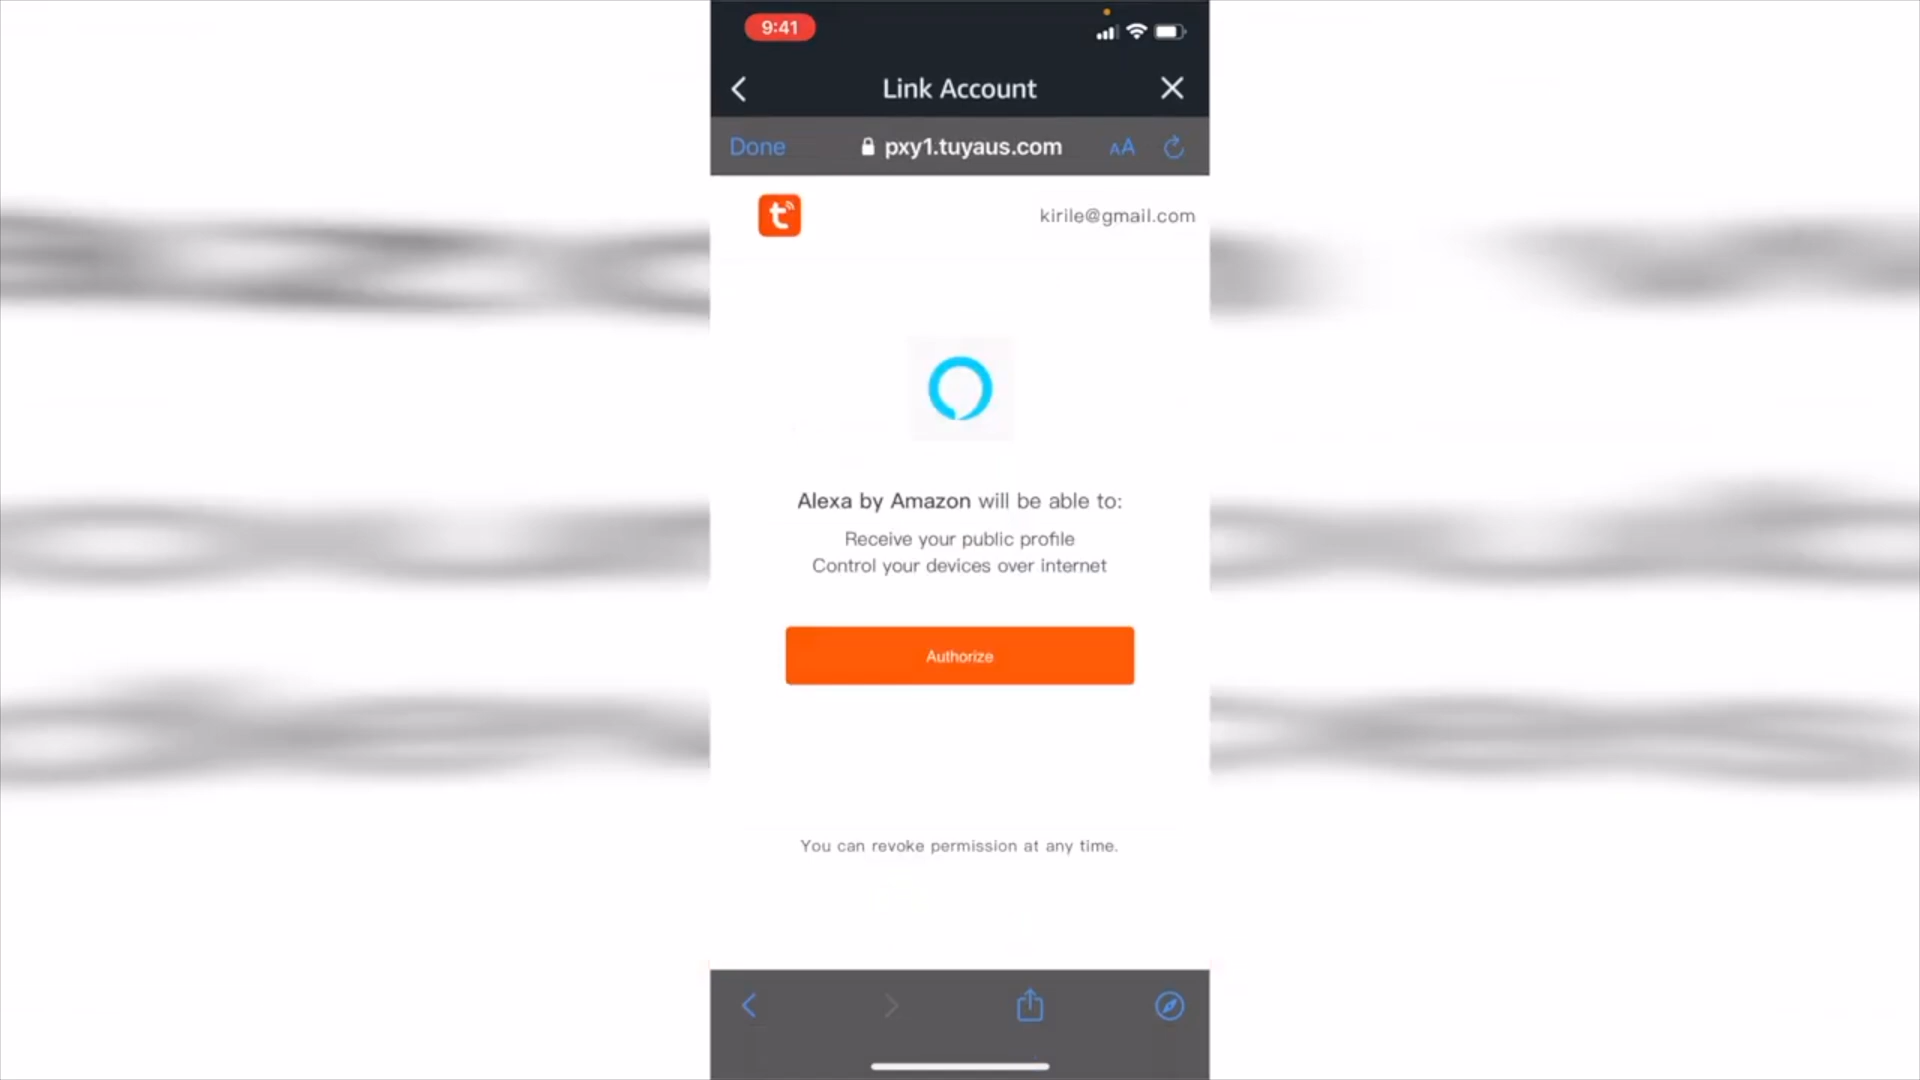 9:41
Link Account
Done
pxy1.tuyaus.com
AA
t
kirile@gmail.com
Alexa by Amazon will be able to:
Receive your public profile
Control your devices over internet
Authorize
You can revoke permission at any time.